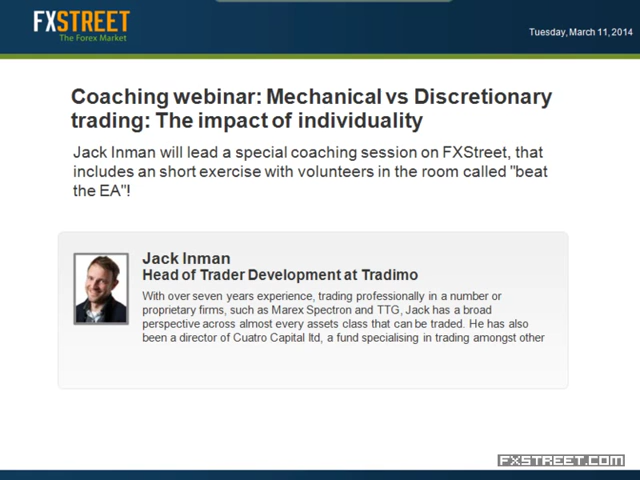 FXSTREET
The Forex Market
Tuesday, March 11, 2014
Coaching webinar: Mechanical vs Discretionary
trading: The impact of individuality
Jack Inman will lead a special coaching session on FXStreet, that
includes an short exercise with volunteers in the room called "beat
the EA"!
Jack Inman
Head of Trader Development at Tradimo
With over seven years experience, trading professionally in a number or
proprietary firms, such as Marex Spectron and TTG, Jack has a broad
perspective across almost every assets class that can be traded. He has also
been a director of Cuatro Capital ltd, a fund specialising in trading amongst other
FXSTREET.COM